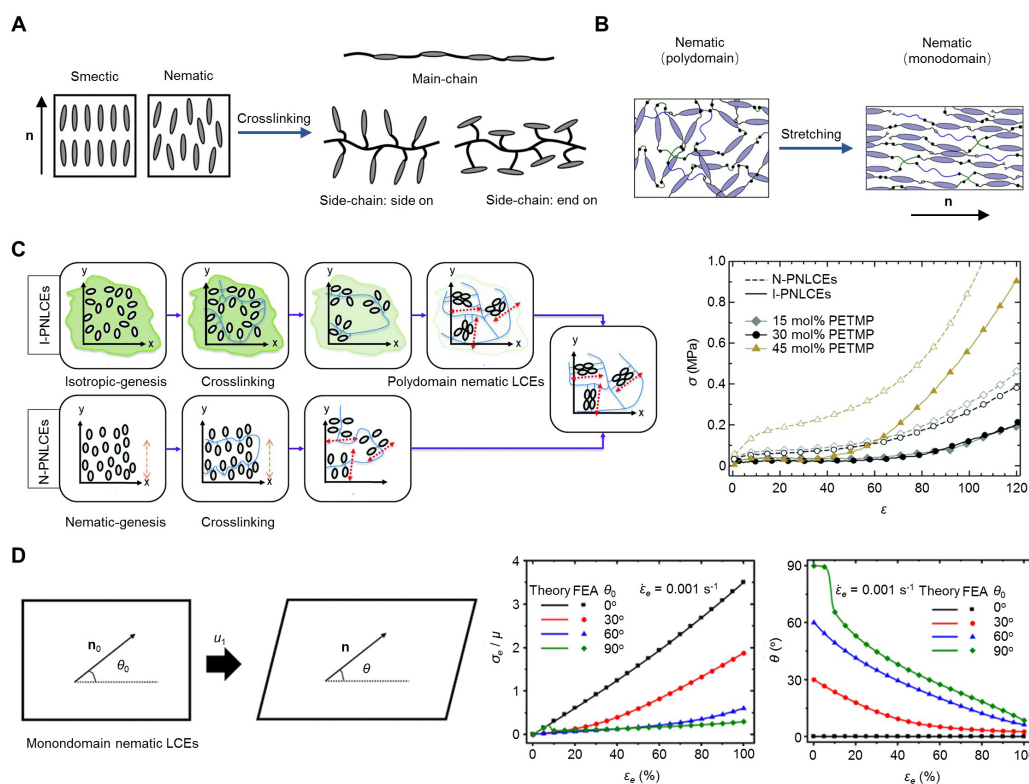 A
Smectic
Nematic
n
Crosslinking
Main-chain
Side-chain: side on
Side-chain: end on
B
Nematic
(polydomain)
Stretching
Nematic
(monodomain)
n
C
I-PNLCEs
y
x
y
x
y
x
y
x
Isotropic-genesis
Crosslinking
Polydomain nematic LCEs
y
x
N-PNLCEs
y
x
y
x
y
x
Nematic-genesis
Crosslinking
σ (MPa)
1.0
0.8
0.6
0.4
0.2
0
0 20 40 60 80 100 120
ε
N-PNLCEs
I-PNLCEs
15 mol% PETMP
30 mol% PETMP
45 mol% PETMP
D
n₀
θ₀
u₁
n
θ
Monondomain nematic LCEs
σₑ / μ
4
3
2
1
0
0 20 40 60 80 100
εₑ (%)
Theory FEA θ₀
ε̇ₑ = 0.001 s⁻¹
0°
30°
60°
90°
θ (°)
90
60
30
0
0 20 40 60 80 100
εₑ (%)
ε̇ₑ = 0.001 s⁻¹
Theory FEA θ₀
0°
30°
60°
90°